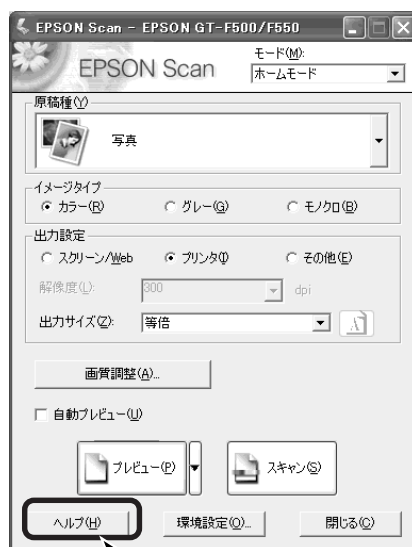 EPSON Scan - EPSON GT-F500/F550
EPSON Scan
モード(M):
ホームモード
原稿種(Y)
写真
イメージタイプ
カラー(R) グレー(G) モノクロ(B)
出力設定
スクリーン/Web プリンタ(I) その他(E)
解像度(L): 300 dpi
出力サイズ(Z): 等倍
A
画質調整(A)...
自動プレビュー(U)
プレビュー(P) スキャン(S)
ヘルプ(H) 環境設定(O)... 閉じる(C)